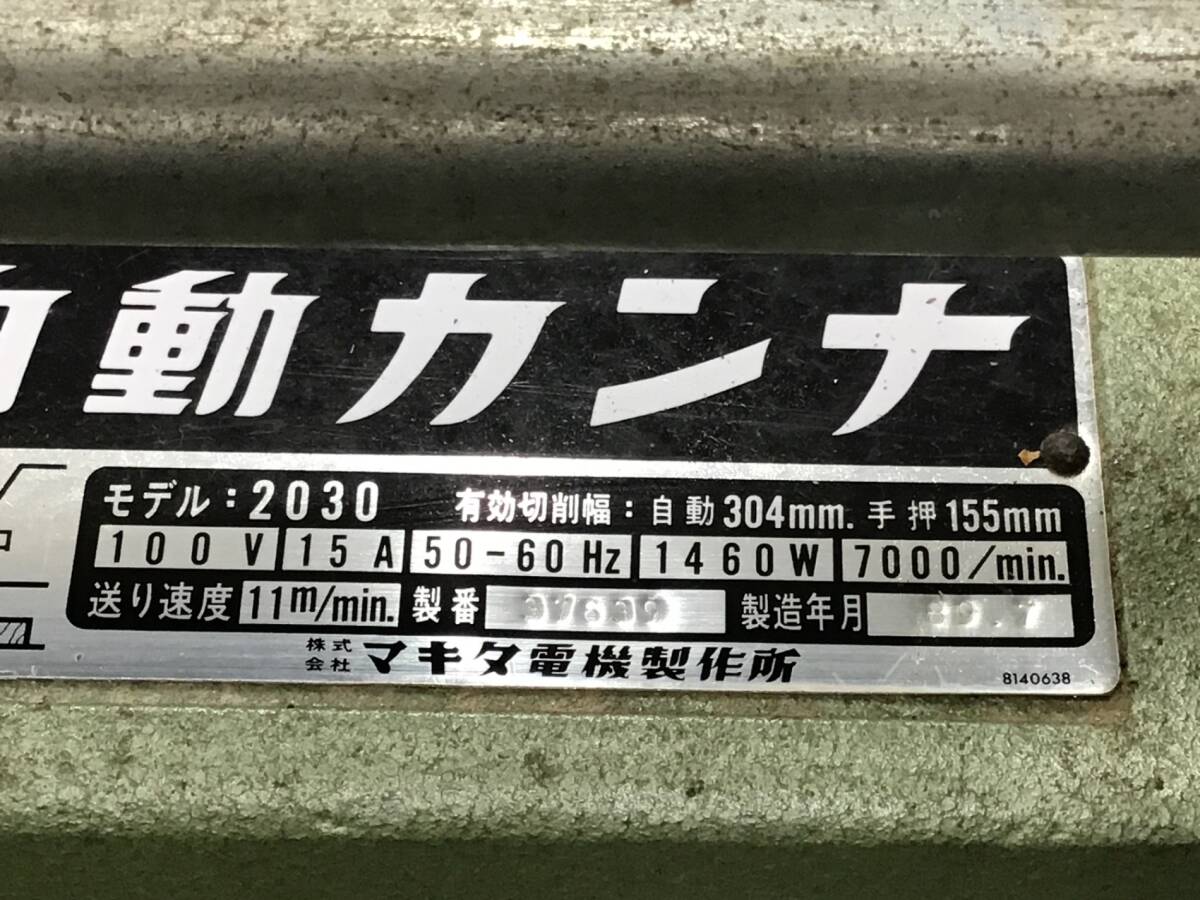 自動カンナ
モデル:2030 有効切削幅:自動304mm. 手押155mm
100V 15A 50-60Hz 1460W 7000/min.
送り速度 11m/min. 製番 製造年月 89.7
株式会社 マキタ電機製作所
8140638